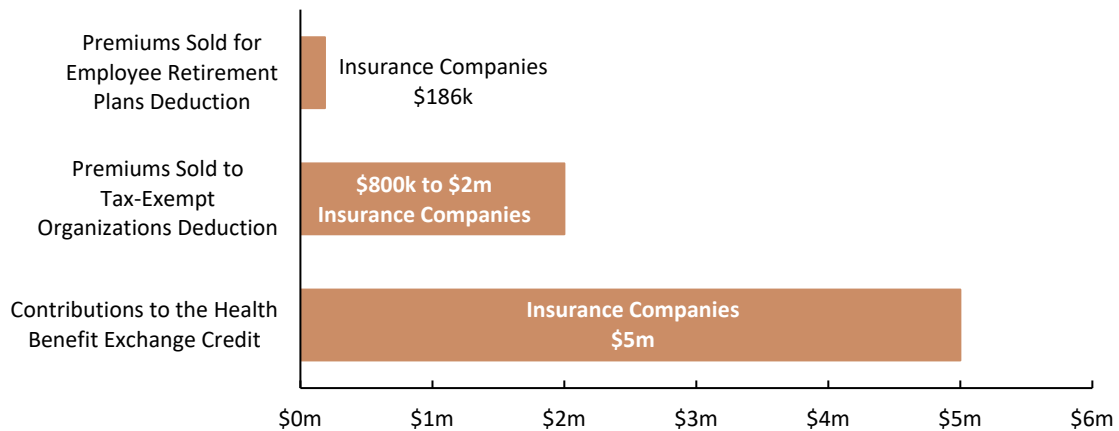 Premiums Sold for
Employee Retirement
Plans Deduction
Insurance Companies
$186k
Premiums Sold to
Tax-Exempt
Organizations Deduction
$800k to $2m
Insurance Companies
Contributions to the Health
Benefit Exchange Credit
Insurance Companies
$5m
$0m $1m $2m $3m $4m $5m $6m